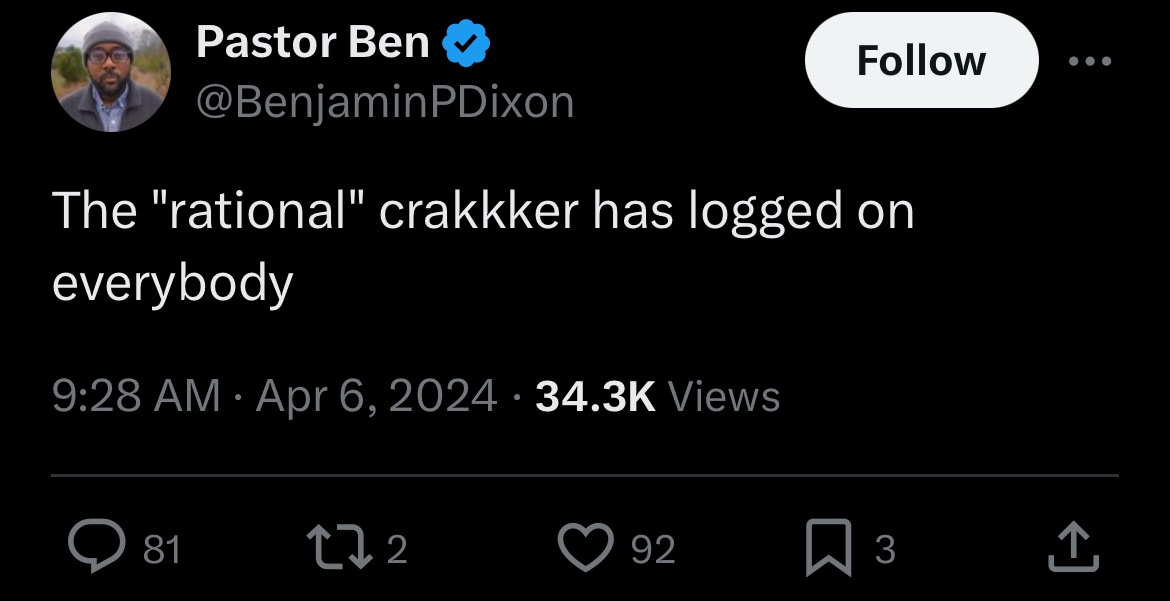 Pastor Ben
Follow
@BenjaminPDixon
The "rational" crakkker has logged on
everybody
9:28 AM · Apr 6, 2024 · 34.3K Views
81 2 92 3